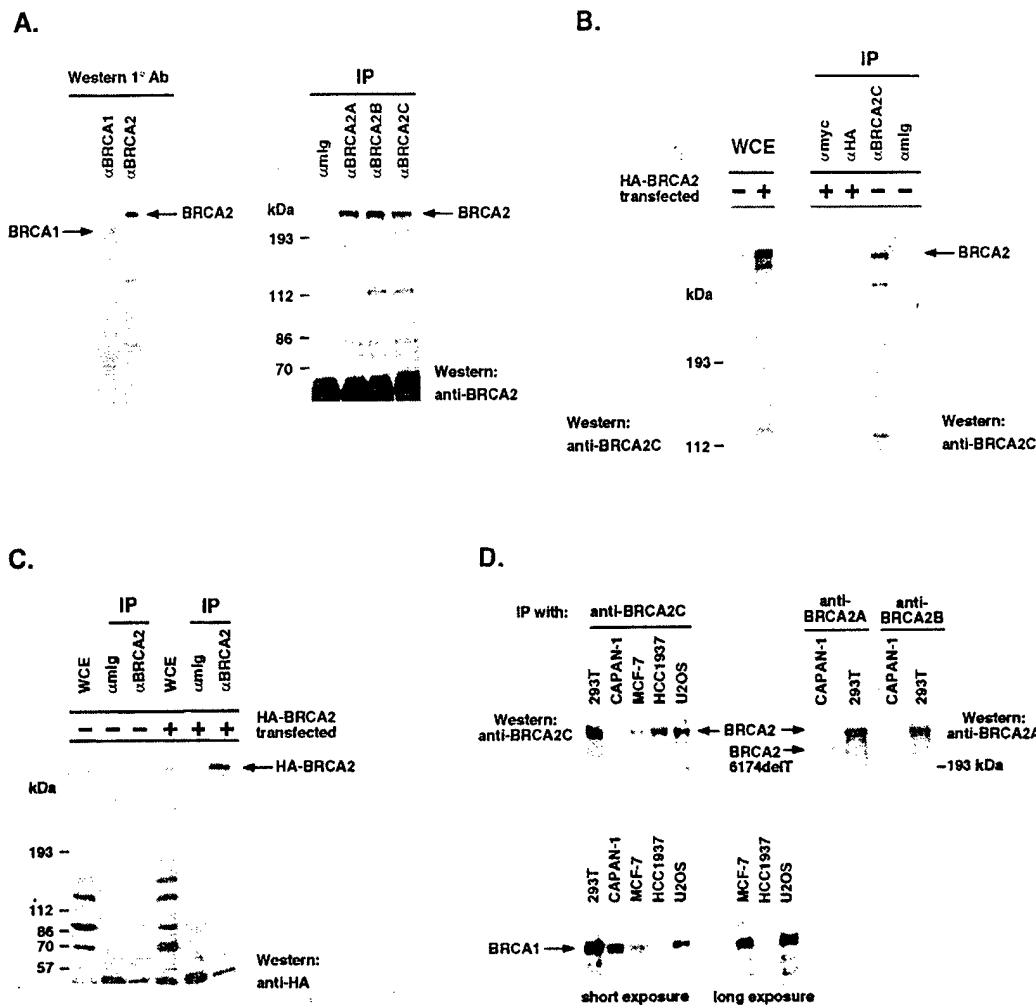 A.
Western 1° Ab
αBRCA1
αBRCA2
BRCA2
BRCA1
IP
αmIg
αBRCA2A
αBRCA2B
αBRCA2C
kDa
193
112
86
70
BRCA2
Western:
anti-BRCA2
B.
IP
WCE
αmyc
αHA
αBRCA2C
αmIg
HA-BRCA2
transfected
− + + + − −
BRCA2
kDa
193
112
Western:
anti-BRCA2C
Western:
anti-BRCA2C
C.
IP
IP
WCE
αmIg
αBRCA2
WCE
αmIg
αBRCA2
− − − + + +
HA-BRCA2
transfected
HA-BRCA2
kDa
193
112
86
70
57
Western:
anti-HA
D.
IP with:
anti-BRCA2C
anti-
BRCA2A
anti-
BRCA2B
293T
CAPAN-1
MCF-7
HCC1937
U2OS
CAPAN-1
293T
CAPAN-1
293T
Western:
anti-BRCA2C
BRCA2
BRCA2
6174delT
Western:
anti-BRCA2A
193 kDa
293T
CAPAN-1
MCF-7
HCC1937
U2OS
MCF-7
HCC1937
U2OS
BRCA1
short exposure
long exposure